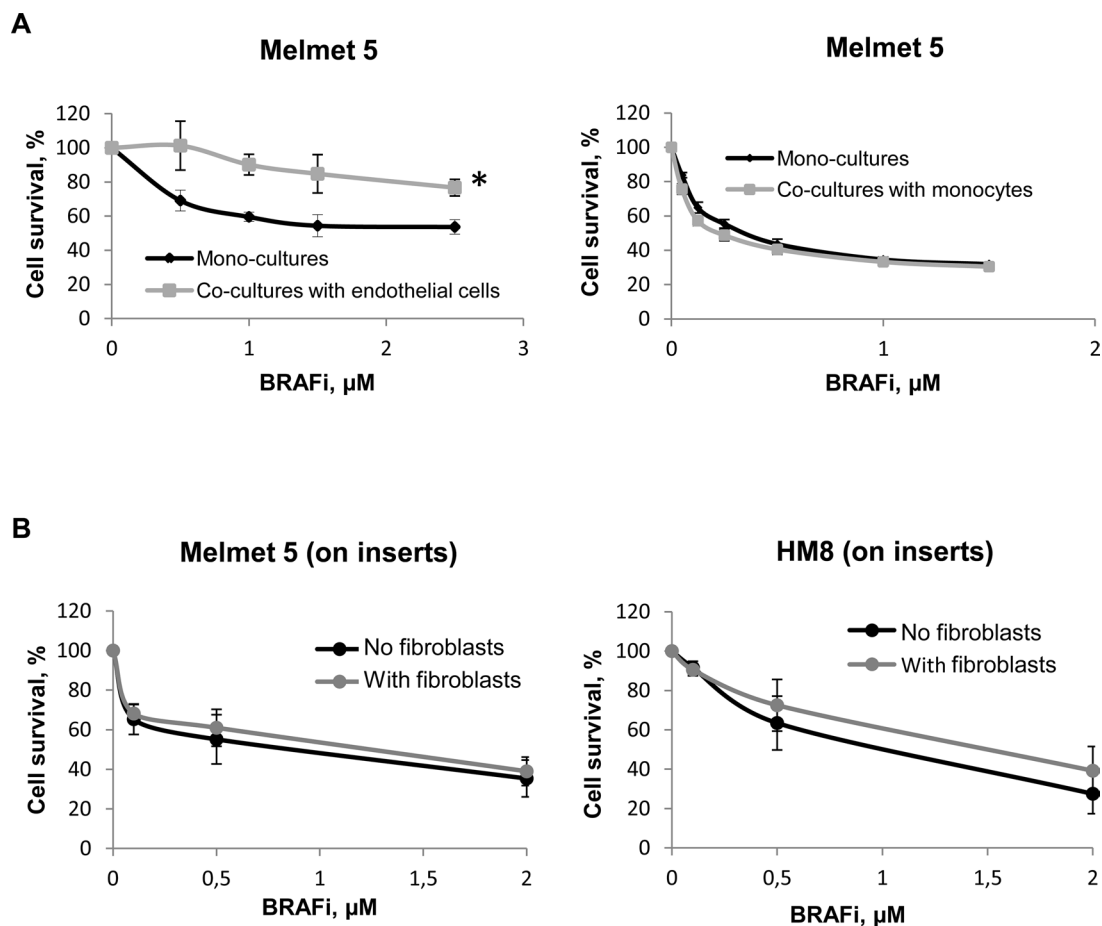 A
Melmet 5
Cell survival, %
120
100
80
60
40
20
0
*
Mono-cultures
Co-cultures with endothelial cells
0
1
2
3
BRAFi, µM
Melmet 5
Cell survival, %
120
100
80
60
40
20
0
Mono-cultures
Co-cultures with monocytes
0
1
2
BRAFi, µM
B
Melmet 5 (on inserts)
Cell survival, %
120
100
80
60
40
20
0
No fibroblasts
With fibroblasts
0
0,5
1
1,5
2
BRAFi, µM
HM8 (on inserts)
Cell survival, %
120
100
80
60
40
20
0
No fibroblasts
With fibroblasts
0
0,5
1
1,5
2
BRAFi, µM